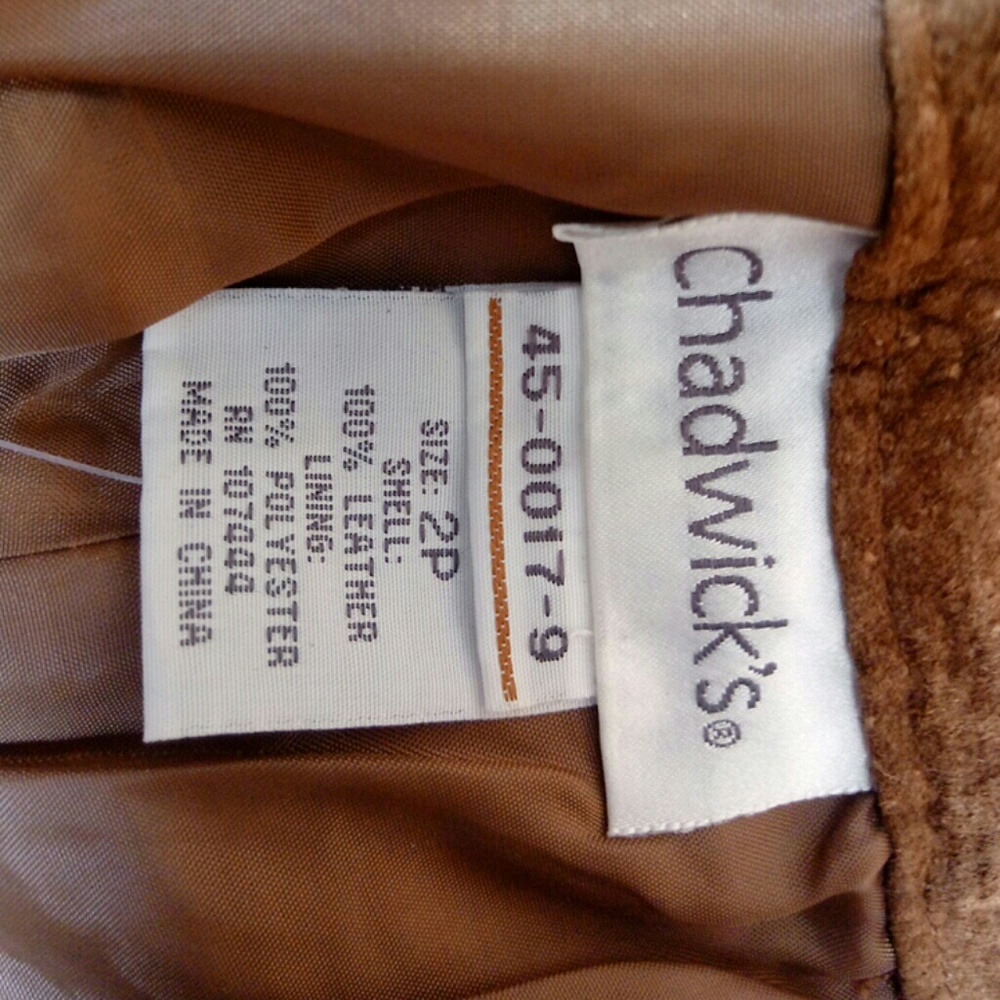 chadwick's®
45-0017-9
SIZE: 2P
SHELL:
100% LEATHER
LINING:
100% POLYESTER
RN 107444
MADE IN CHINA